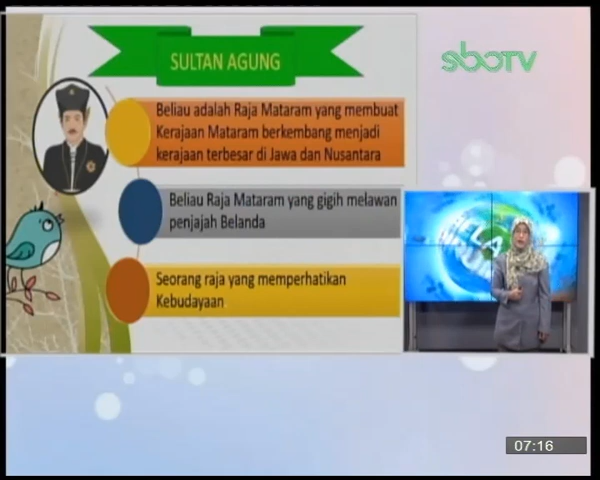 SULTAN AGUNG
sboTV
Beliau adalah Raja Mataram yang membuat
Kerajaan Mataram berkembang menjadi
kerajaan terbesar di Jawa dan Nusantara
Beliau Raja Mataram yang gigih melawan
penjajah Belanda
Seorang raja yang memperhatikan
Kebudayaan
07:16